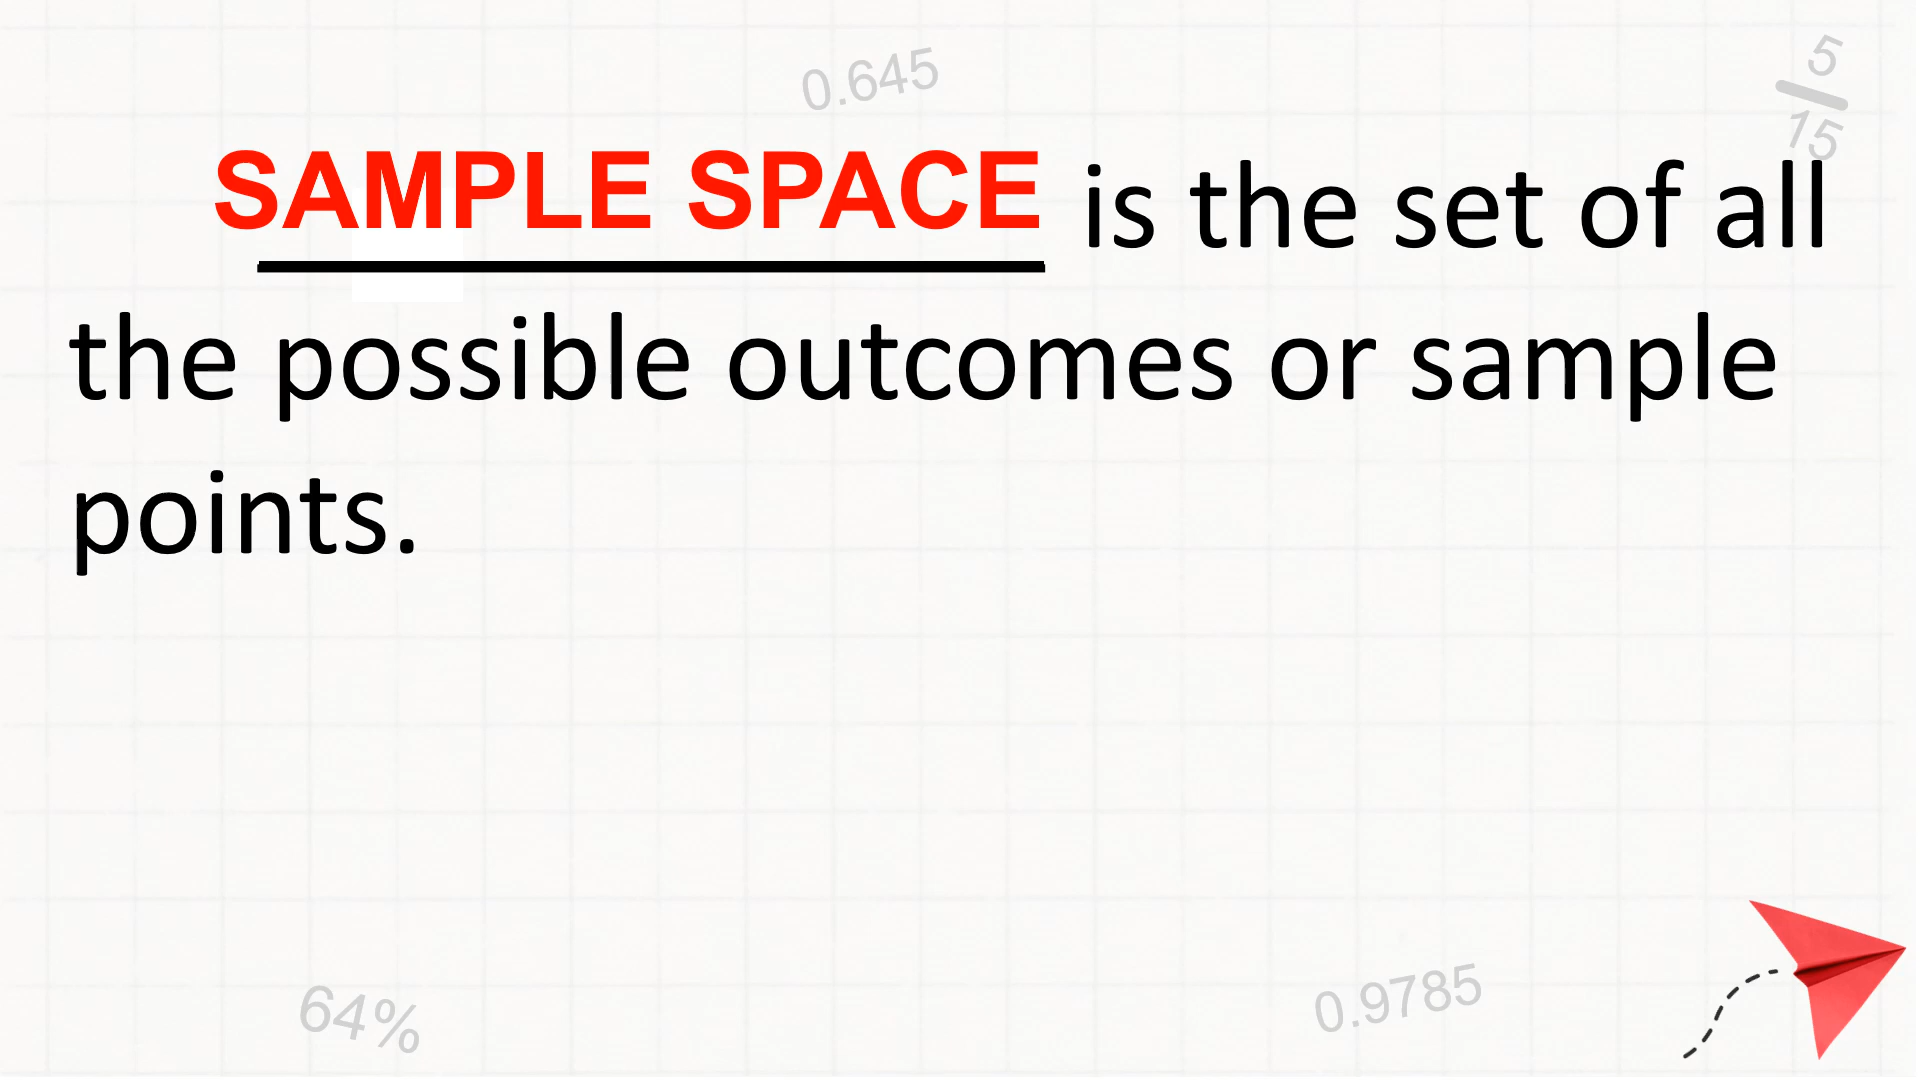 0.645
5
15
SAMPLE SPACE is the set of all
the possible outcomes or sample
points.
64%
0.9785